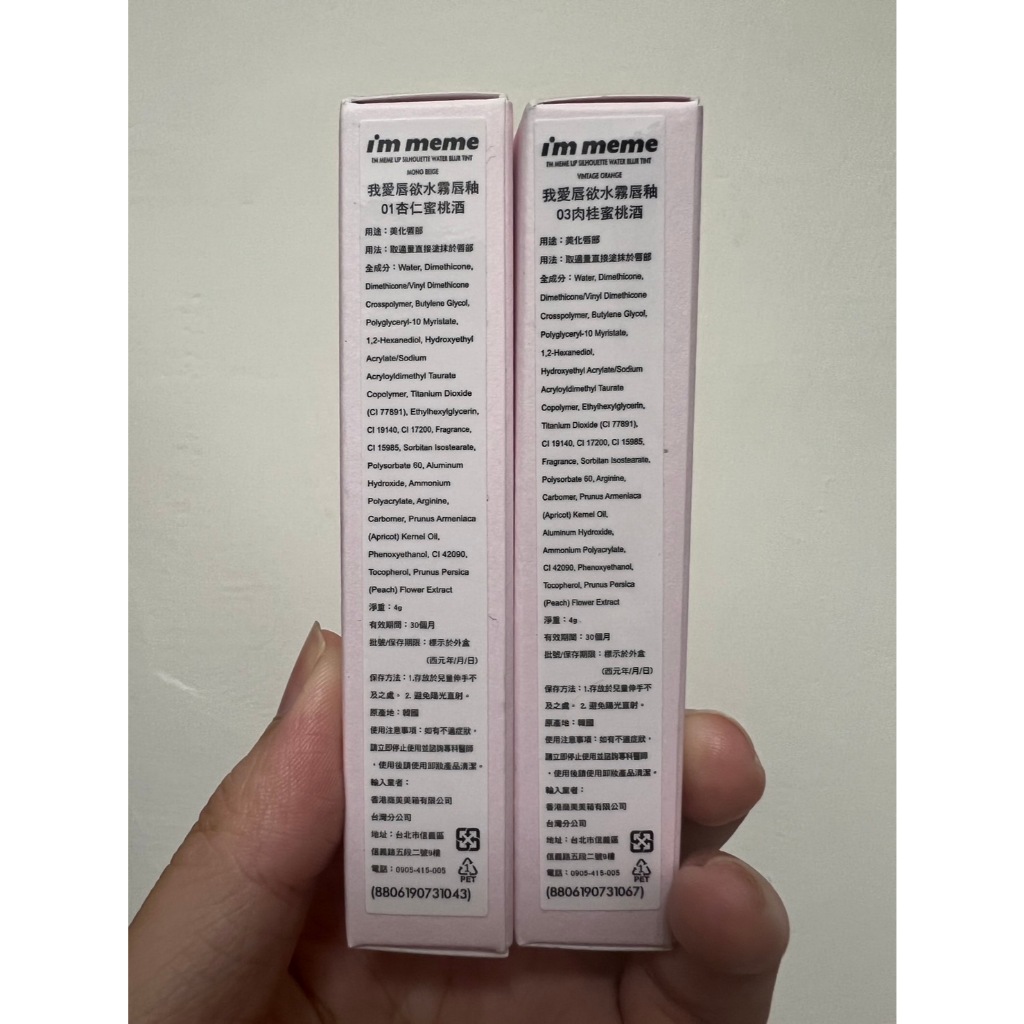 i'm meme
I'M MEME LIP SILHOUETTE WATER BLUR TINT
MONO BEIGE
我愛唇欲水霧唇釉
01杏仁蜜桃酒
用途：美化唇部
用法：取適量直接塗抹於唇部
全成分：Water, Dimethicone,
Dimethicone/Vinyl Dimethicone
Crosspolymer, Butylene Glycol,
Polyglyceryl-10 Myristate,
1,2-Hexanediol, Hydroxyethyl
Acrylate/Sodium
Acryloyldimethyl Taurate
Copolymer, Titanium Dioxide
(CI 77891), Ethylhexylglycerin,
CI 19140, CI 17200, Fragrance,
CI 15985, Sorbitan Isostearate,
Polysorbate 60, Aluminum
Hydroxide, Ammonium
Polyacrylate, Arginine,
Carbomer, Prunus Armeniaca
(Apricot) Kernel Oil,
Phenoxyethanol, CI 42090,
Tocopherol, Prunus Persica
(Peach) Flower Extract
淨重：4g
有效期間：30個月
批號/保存期限：標示於外盒
(西元年/月/日)
保存方法：1.存放於兒童伸手不
及之處。 2. 避免陽光直射。
原產地：韓國
使用注意事項：如有不適症狀，
請立即停止使用並諮詢專科醫師
，使用後請使用卸妝產品清潔。
輸入業者：
香港商美美箱有限公司
台灣分公司
地址：台北市信義區
信義路五段二號9樓
電話：0905-415-005
1
PET
(8806190731043)
i'm meme
I'M MEME LIP SILHOUETTE WATER BLUR TINT
VINTAGE ORANGE
我愛唇欲水霧唇釉
03肉桂蜜桃酒
用途：美化唇部
用法：取適量直接塗抹於唇部
全成分：Water, Dimethicone,
Dimethicone/Vinyl Dimethicone
Crosspolymer, Butylene Glycol,
Polyglyceryl-10 Myristate,
1,2-Hexanediol,
Hydroxyethyl Acrylate/Sodium
Acryloyldimethyl Taurate
Copolymer, Ethylhexylglycerin,
Titanium Dioxide (CI 77891),
CI 19140, CI 17200, CI 15985,
Fragrance, Sorbitan Isostearate,
Polysorbate 60, Arginine,
Carbomer, Prunus Armeniaca
(Apricot) Kernel Oil,
Aluminum Hydroxide,
Ammonium Polyacrylate,
CI 42090, Phenoxyethanol,
Tocopherol, Prunus Persica
(Peach) Flower Extract
淨重：4g
有效期間：30個月
批號/保存期限：標示於外盒
(西元年/月/日)
保存方法：1.存放於兒童伸手不
及之處。 2. 避免陽光直射。
原產地：韓國
使用注意事項：如有不適症狀，
請立即停止使用並諮詢專科醫師
，使用後請使用卸妝產品清潔。
輸入業者：
香港商美美箱有限公司
台灣分公司
地址：台北市信義區
信義路五段二號9樓
電話：0905-415-005
1
PET
(8806190731067)